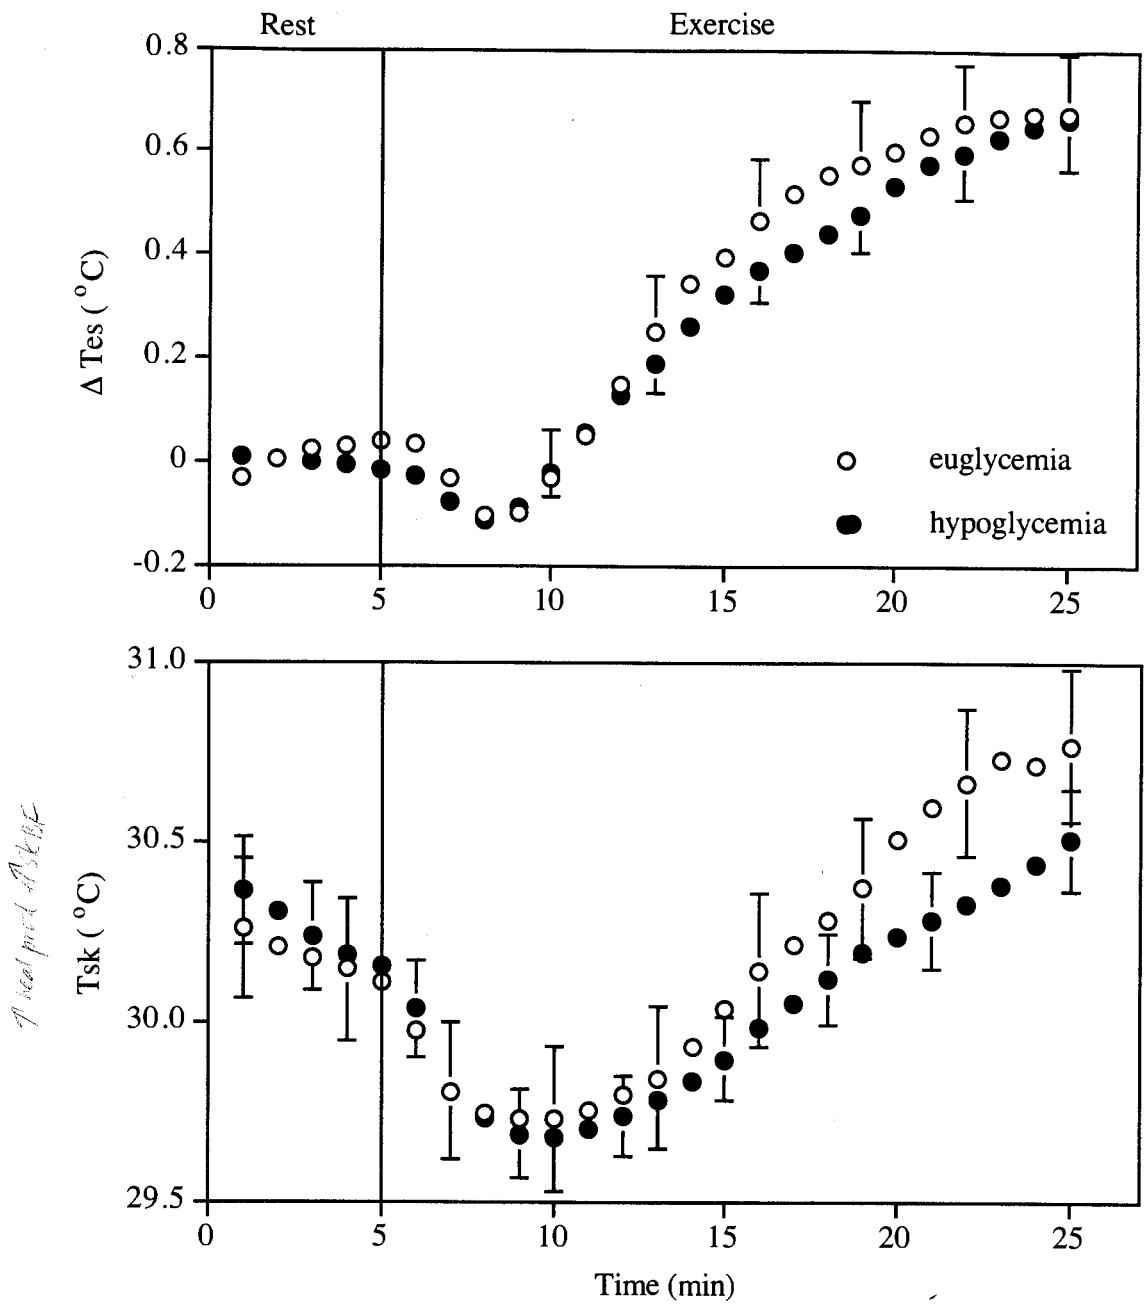 Rest Exercise
0.8
0.6
0.4
0.2
0
-0.2
Δ Tes ( °C)
euglycemia
hypoglycemia
0 5 10 15 20 25
31.0
30.5
30.0
29.5
Tsk ( °C)
0 5 10 15 20 25
Time (min)